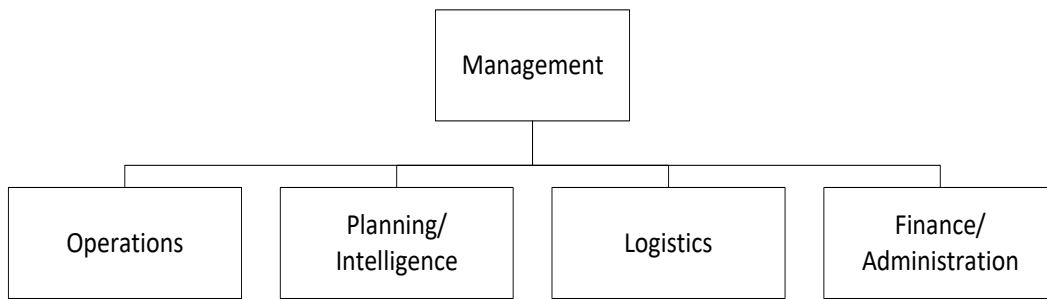 Management
Operations
Planning/
Intelligence
Logistics
Finance/
Administration